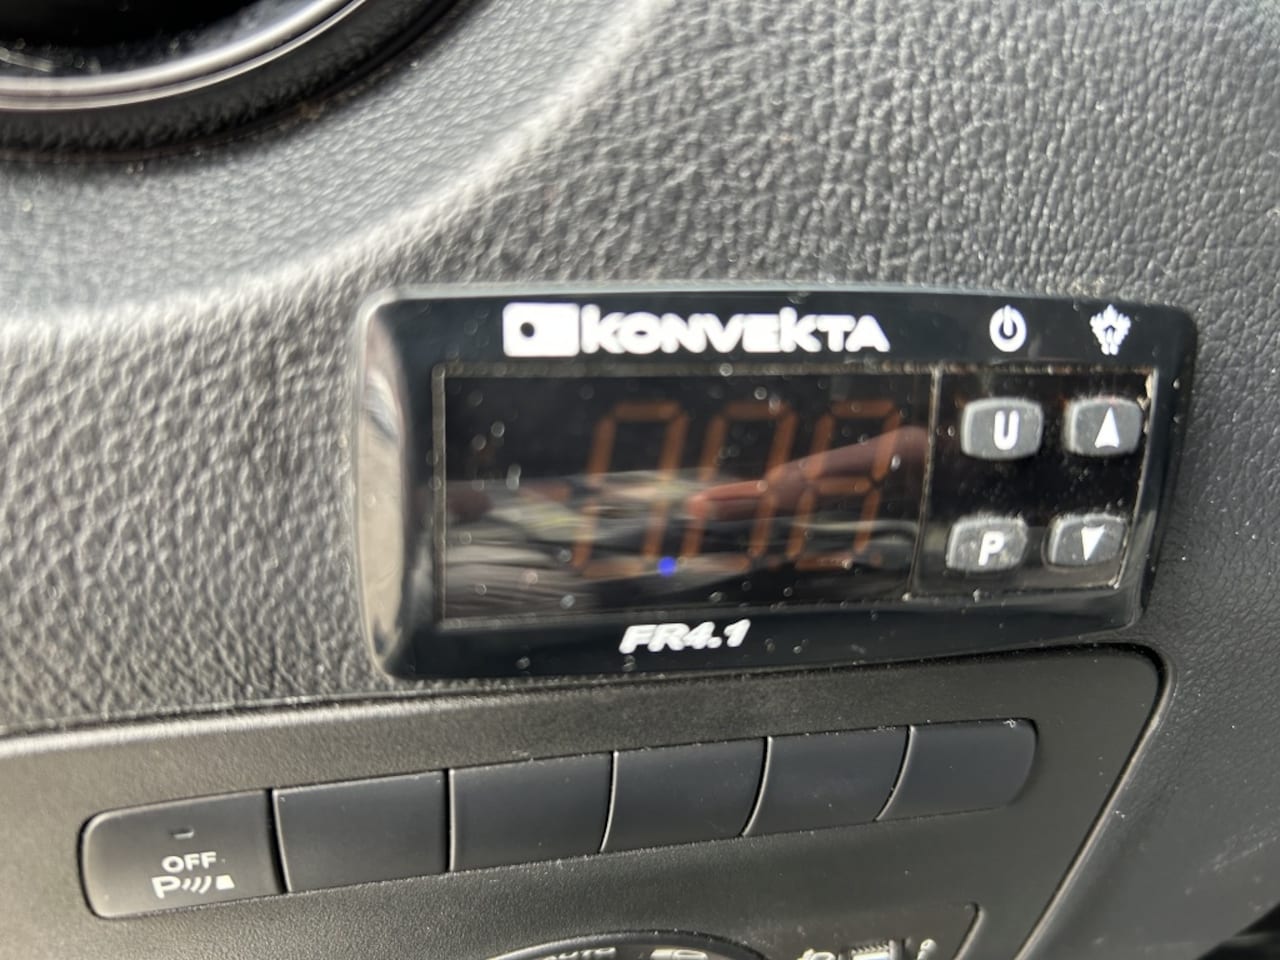 KONVEKTA
U
P
FR4.1
OFF
P